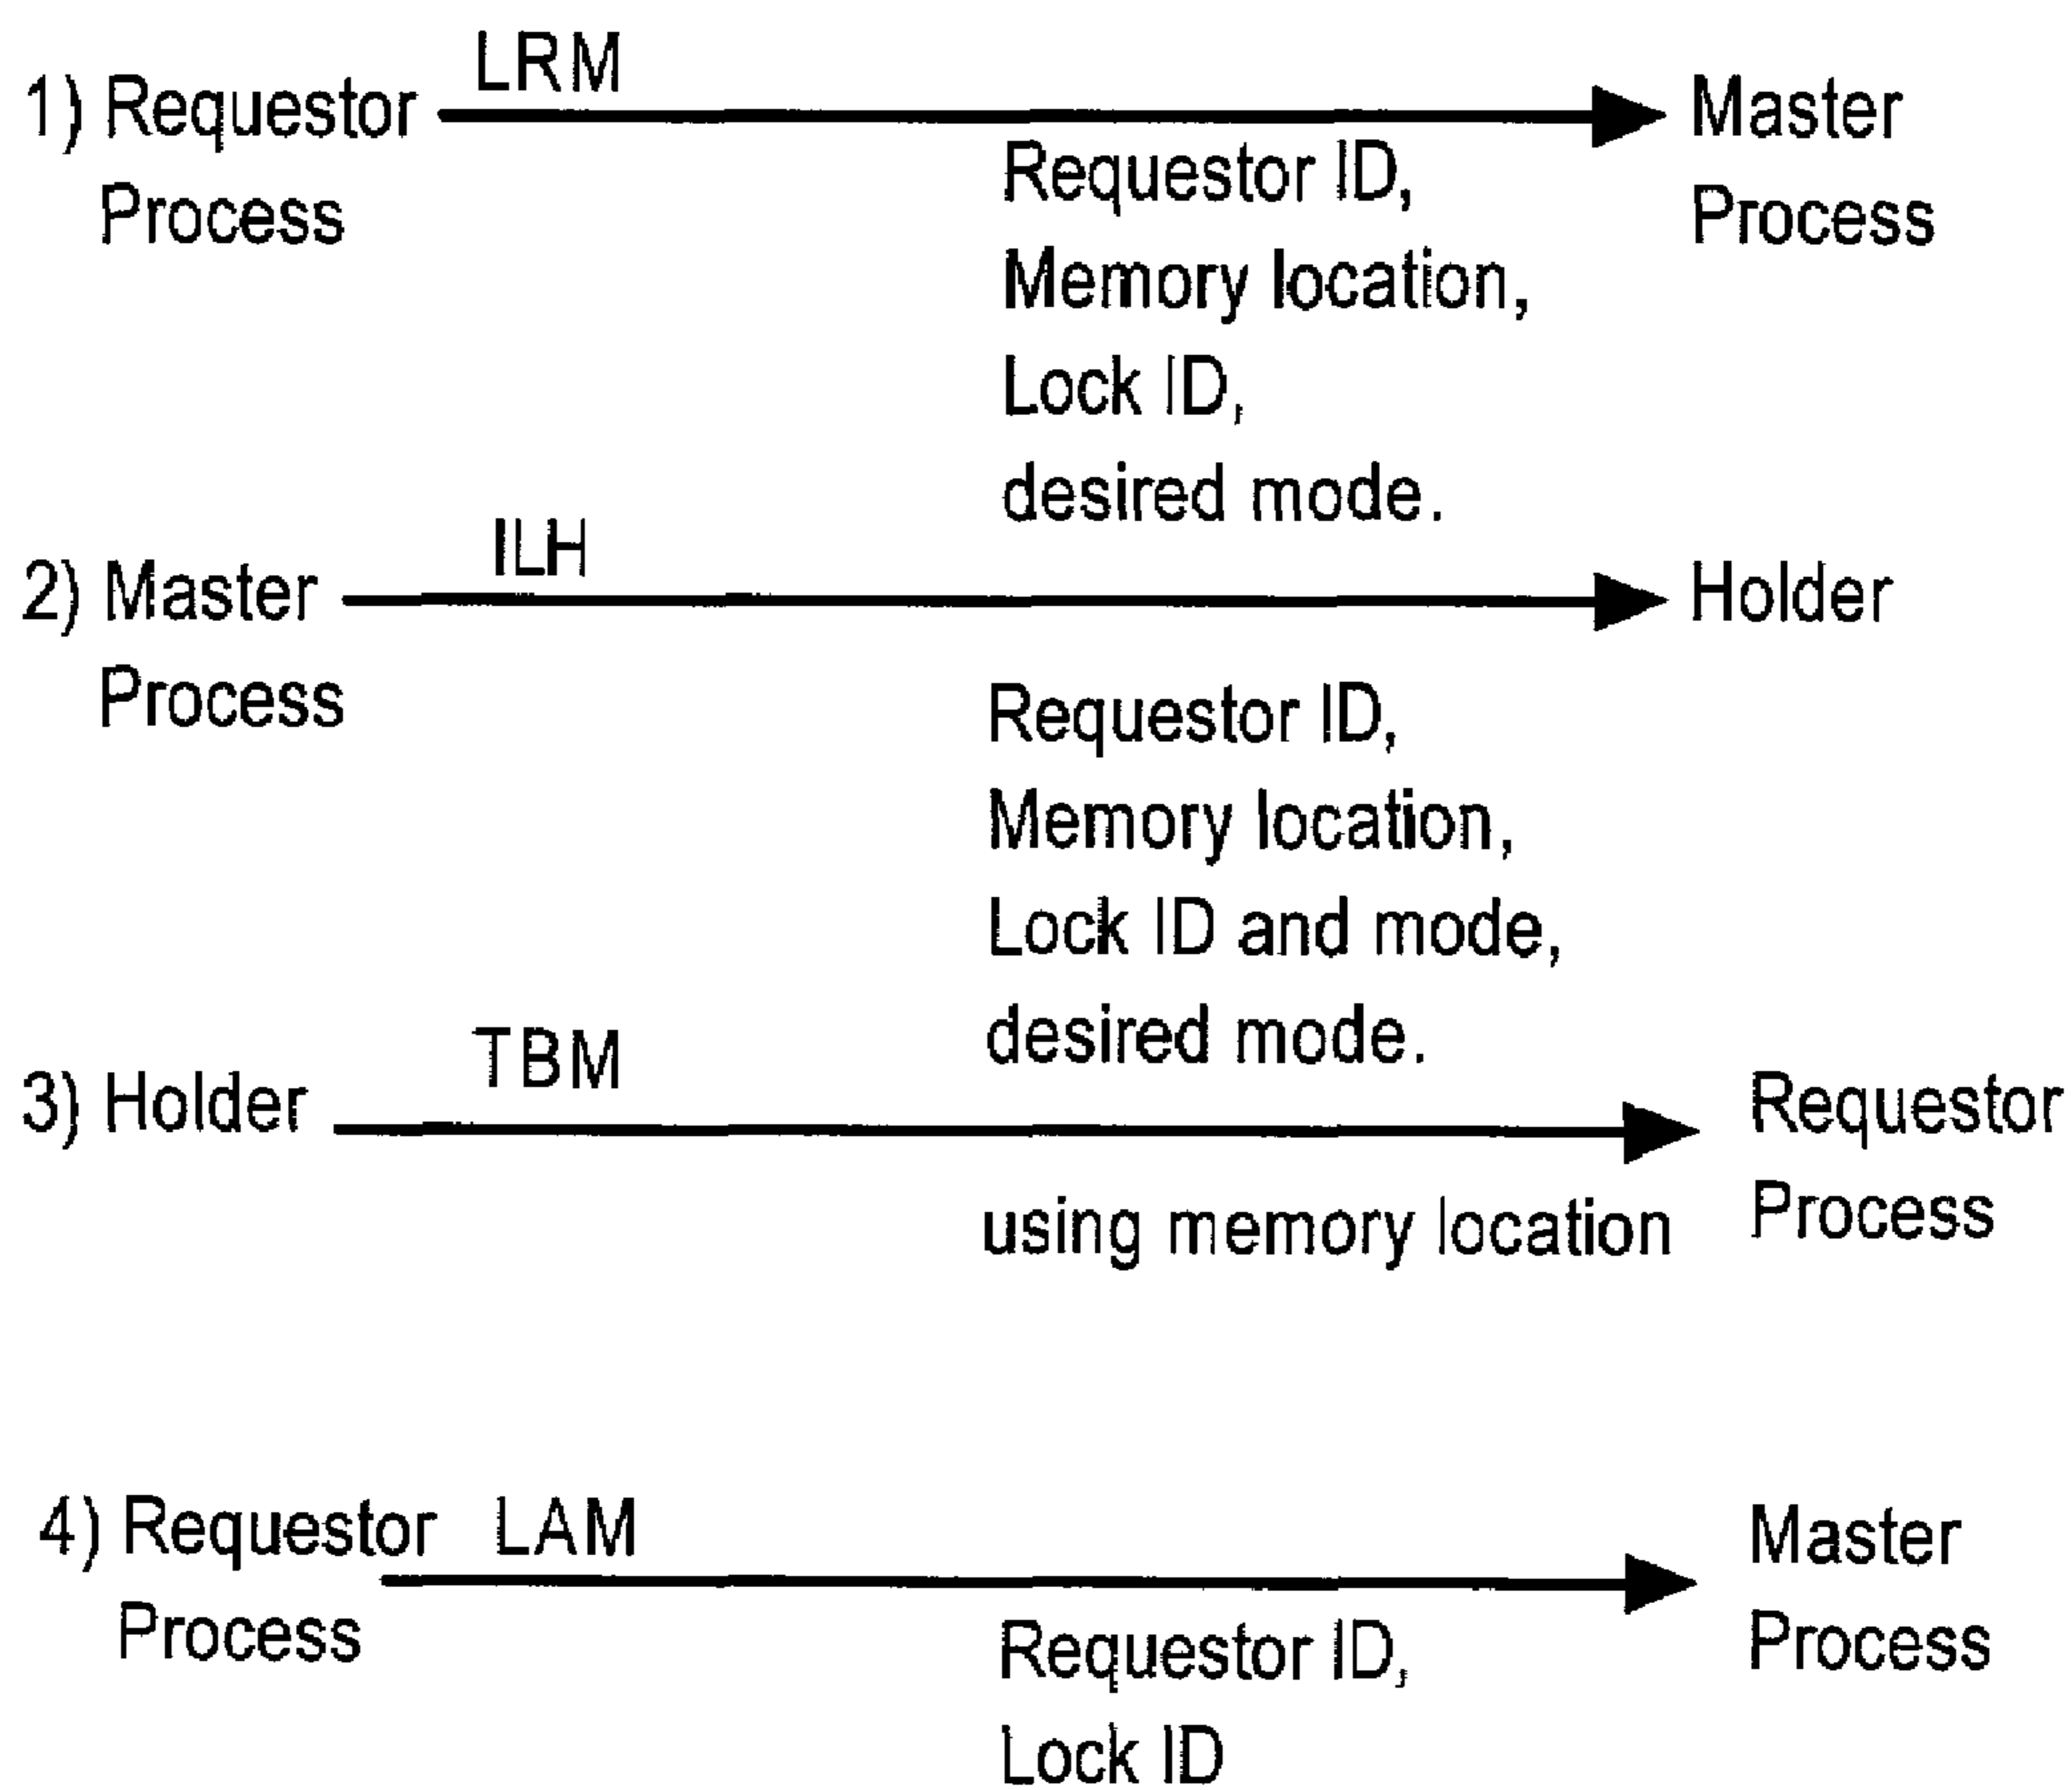 LRM
1) Requestor Process
Master Process
Requestor ID,
Memory location,
Lock ID,
desired mode.
ILH
2) Master Process
Holder
Requestor ID,
Memory location,
Lock ID and mode,
desired mode.
TBM
3) Holder
Requestor Process
using memory location
4) Requestor Process
LAM
Master Process
Requestor ID,
Lock ID